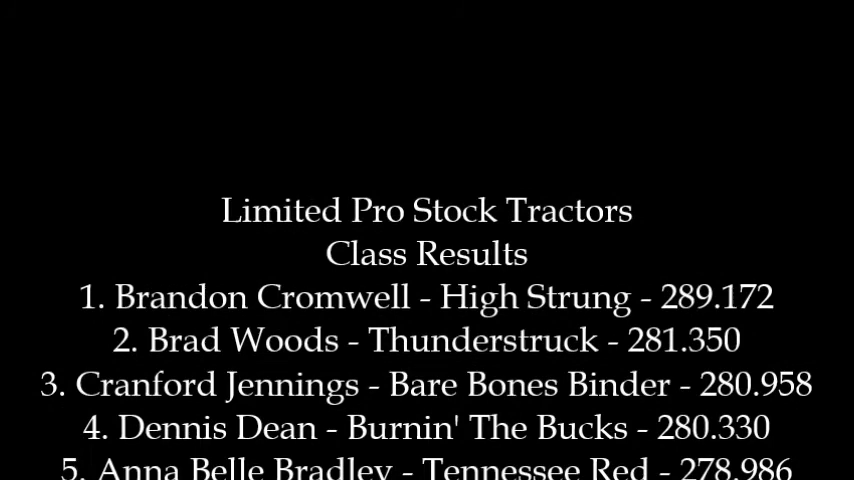 Limited Pro Stock Tractors
Class Results
1. Brandon Cromwell - High Strung - 289.172
2. Brad Woods - Thunderstruck - 281.350
3. Cranford Jennings - Bare Bones Binder - 280.958
4. Dennis Dean - Burnin' The Bucks - 280.330
5. Anna Belle Bradley - Tennessee Red - 278.986